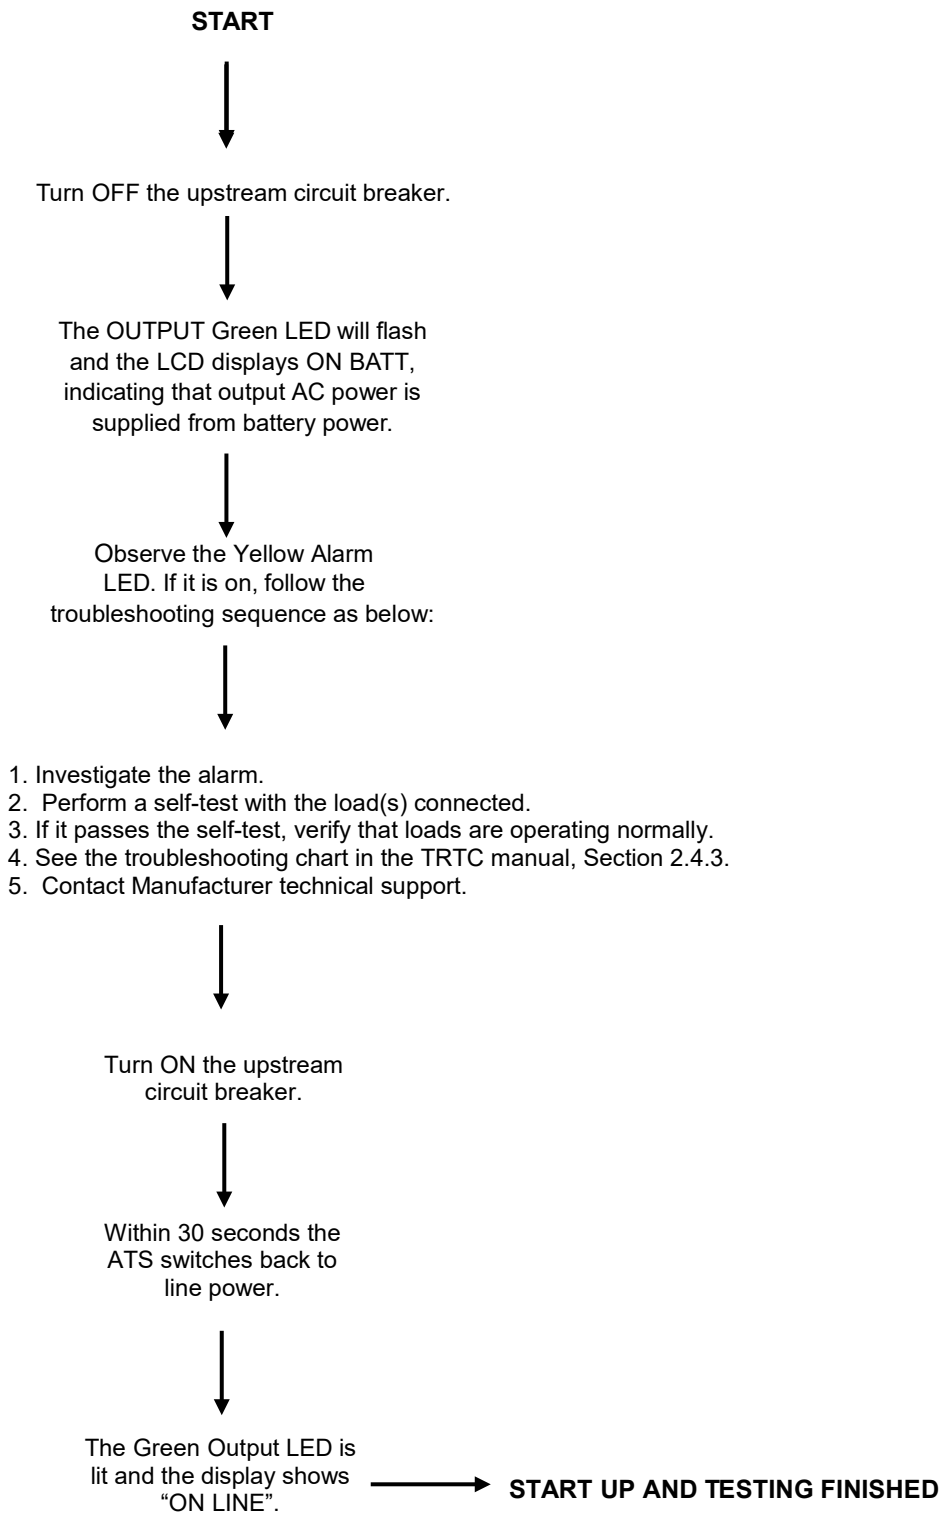 START
Turn OFF the upstream circuit breaker.
The OUTPUT Green LED will flash
and the LCD displays ON BATT,
indicating that output AC power is
supplied from battery power.
Observe the Yellow Alarm
LED. If it is on, follow the
troubleshooting sequence as below:
1. Investigate the alarm.
2. Perform a self-test with the load(s) connected.
3. If it passes the self-test, verify that loads are operating normally.
4. See the troubleshooting chart in the TRTC manual, Section 2.4.3.
5. Contact Manufacturer technical support.
Turn ON the upstream
circuit breaker.
Within 30 seconds the
ATS switches back to
line power.
The Green Output LED is
lit and the display shows
“ON LINE”.
START UP AND TESTING FINISHED